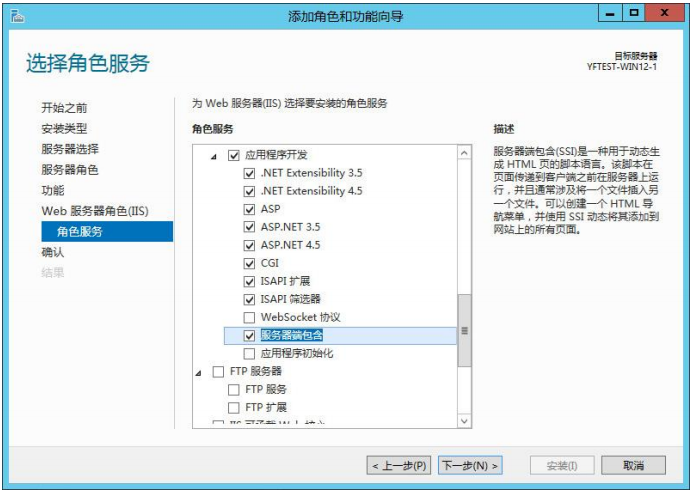 添加角色和功能向导
选择角色服务
目标服务器
YFTEST-WIN12-1
开始之前
安装类型
服务器选择
服务器角色
功能
Web 服务器角色(IIS)
角色服务
确认
结果
为 Web 服务器(IIS) 选择要安装的角色服务
角色服务
应用程序开发
.NET Extensibility 3.5
.NET Extensibility 4.5
ASP
ASP.NET 3.5
ASP.NET 4.5
CGI
ISAPI 扩展
ISAPI 筛选器
WebSocket 协议
服务器端包含
应用程序初始化
FTP 服务器
FTP 服务
FTP 扩展
描述
服务器端包含(SSI)是一种用于动态生
成 HTML 页的脚本语言。该脚本在
页面传递到客户端之前在服务器上运
行，并且通常涉及将一个文件插入另
一个文件。可以创建一个 HTML 导
航菜单，并使用 SSI 动态将其添加到
网站上的所有页面。
< 上一步(P)
下一步(N) >
安装(I)
取消